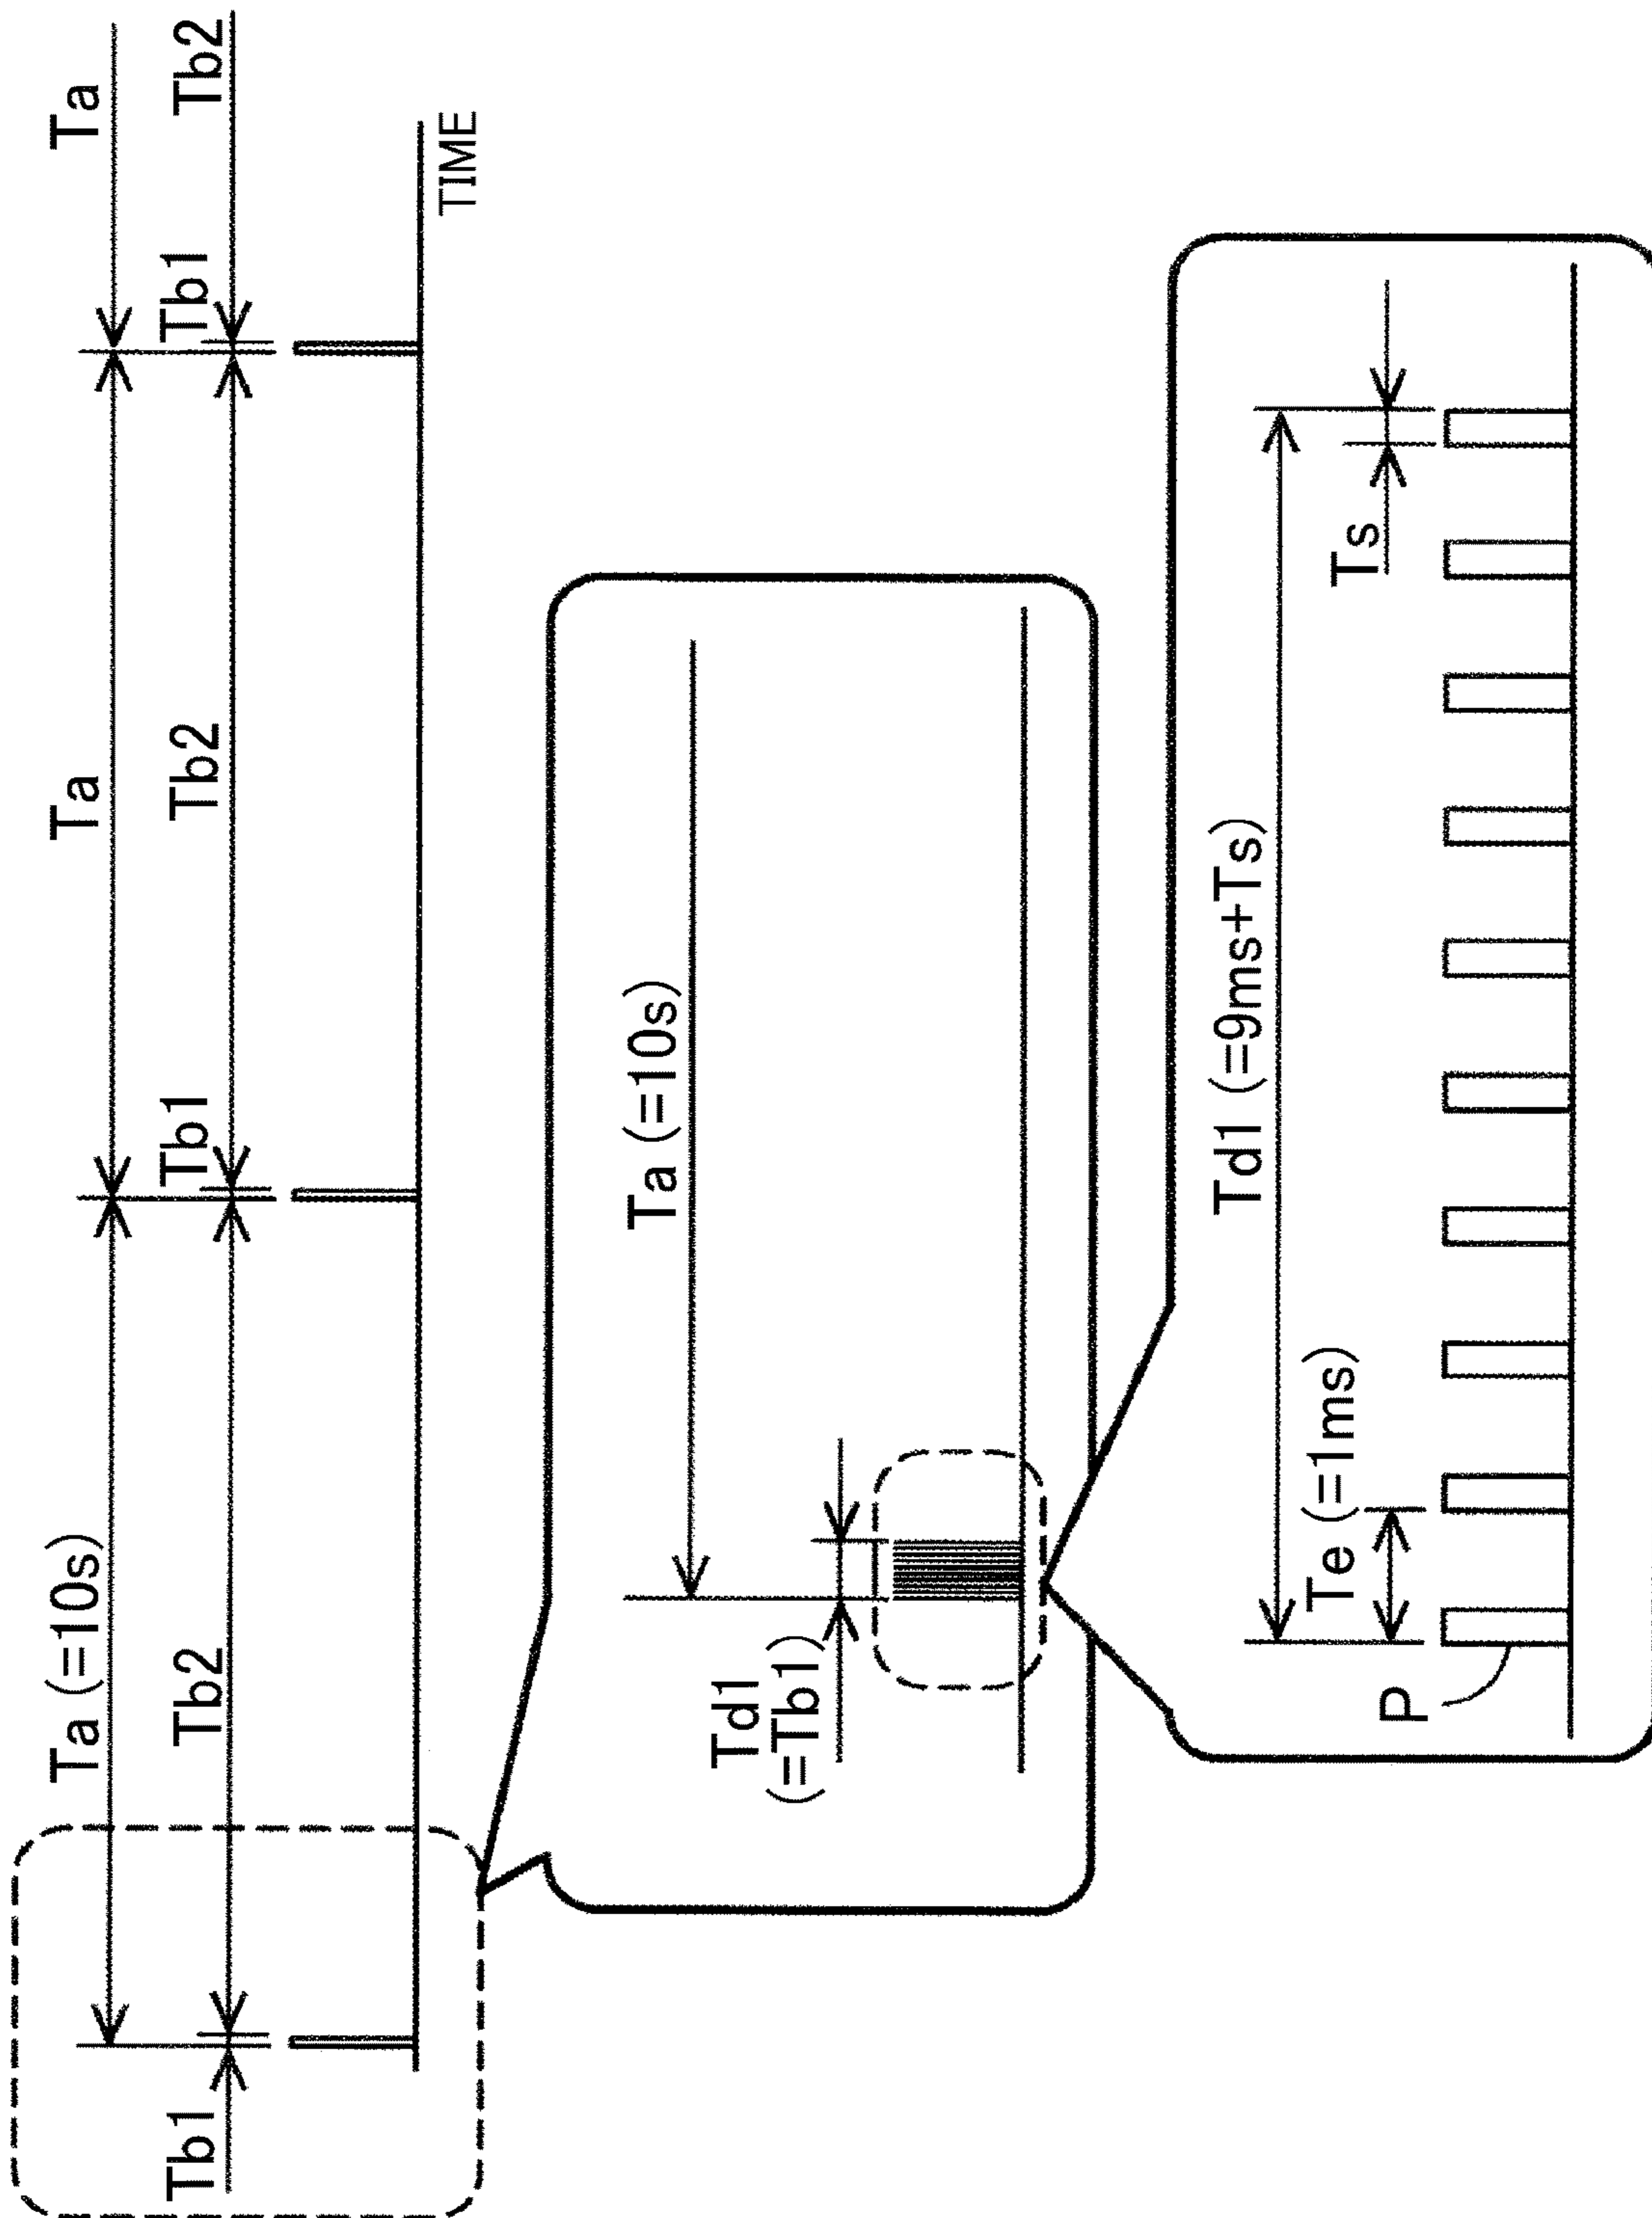 Ta (=10s)
Ta
Ta
Tb1
Tb2
Tb1
Tb2
Tb1
Tb2
TIME
Ta (=10s)
Td1
(=Tb1)
Td1 (=9ms+Ts)
Te (=1ms)
Ts
P